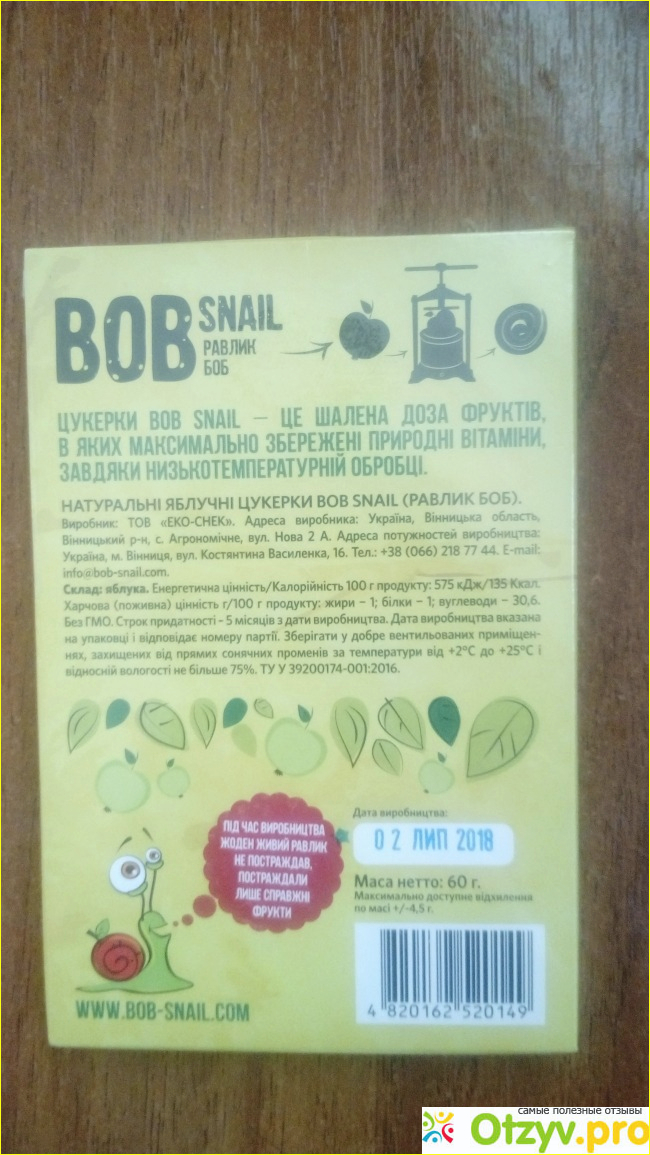 BOB SNAIL
РАВЛИК
БОБ
ЦУКЕРКИ BOB SNAIL – ЦЕ ШАЛЕНА ДОЗА ФРУКТІВ,
В ЯКИХ МАКСИМАЛЬНО ЗБЕРЕЖЕНІ ПРИРОДНІ ВІТАМІНИ,
ЗАВДЯКИ НИЗЬКОТЕМПЕРАТУРНІЙ ОБРОБЦІ.
НАТУРАЛЬНІ ЯБЛУЧНІ ЦУКЕРКИ BOB SNAIL (РАВЛИК БОБ).
Виробник: ТОВ «ЕКО-СНЕК». Адреса виробника: Україна, Вінницька область,
Вінницький р-н, с. Агрономічне, вул. Нова 2 А. Адреса потужностей виробництва:
Україна, м. Вінниця, вул. Костянтина Василенка, 16. Тел.: +38 (066) 218 77 44. E-mail:
info@bob-snail.com.
Склад: яблука. Енергетична цінність/Калорійність 100 г продукту: 575 кДж/135 Ккал.
Харчова (поживна) цінність г/100 г продукту: жири – 1; білки – 1; вуглеводи – 30,6.
Без ГМО. Строк придатності - 5 місяців з дати виробництва. Дата виробництва вказана
на упаковці і відповідає номеру партії. Зберігати у добре вентильованих приміщен-
нях, захищених від прямих сонячних променів за температури від +2°С до +25°С і
відносній вологості не більше 75%. ТУ У 39200174-001:2016.
ПІД ЧАС ВИРОБНИЦТВА
ЖОДЕН ЖИВИЙ РАВЛИК
НЕ ПОСТРАЖДАВ,
ПОСТРАЖДАЛИ
ЛИШЕ СПРАВЖНІ
ФРУКТИ
Дата виробництва:
02 ЛИП 2018
Маса нетто: 60 г.
Максимально доступне відхилення
по масі +/-4,5 г.
4 820162 520149
WWW.BOB-SNAIL.COM
самые полезные отзывы
Otzyv.pro